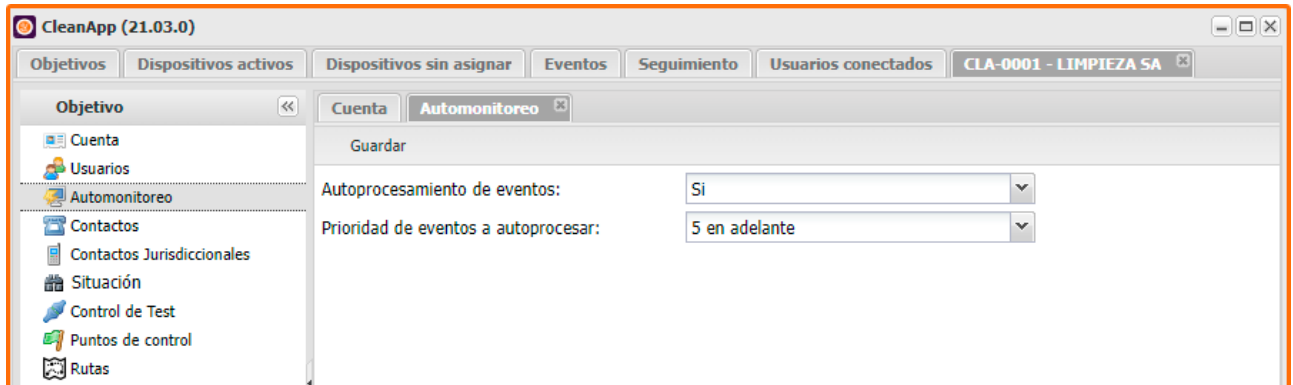 CleanApp (21.03.0)
Objetivos Dispositivos activos Dispositivos sin asignar Eventos Seguimiento Usuarios conectados CLA-0001 - LIMPIEZA SA
Objetivo
Cuenta
Usuarios
Automonitoreo
Contactos
Contactos Jurisdiccionales
Situación
Control de Test
Puntos de control
Rutas
Cuenta Automonitoreo
Guardar
Autoprocesamiento de eventos: Si
Prioridad de eventos a autoprocesar: 5 en adelante